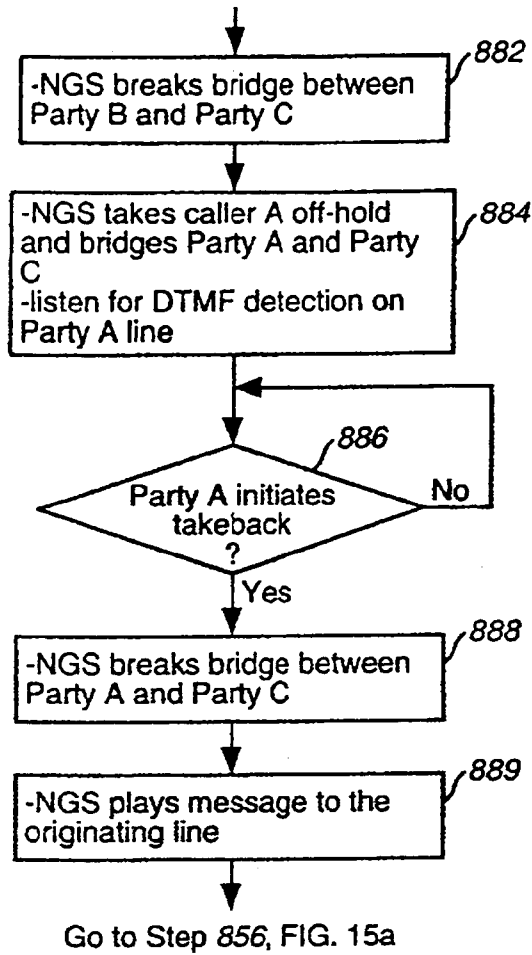 882
-NGS breaks bridge between
Party B and Party C
884
-NGS takes caller A off-hold
and bridges Party A and Party
C
-listen for DTMF detection on
Party A line
886
Party A initiates
takeback
?
No
Yes
888
-NGS breaks bridge between
Party A and Party C
889
-NGS plays message to the
originating line
Go to Step 856, FIG. 15a